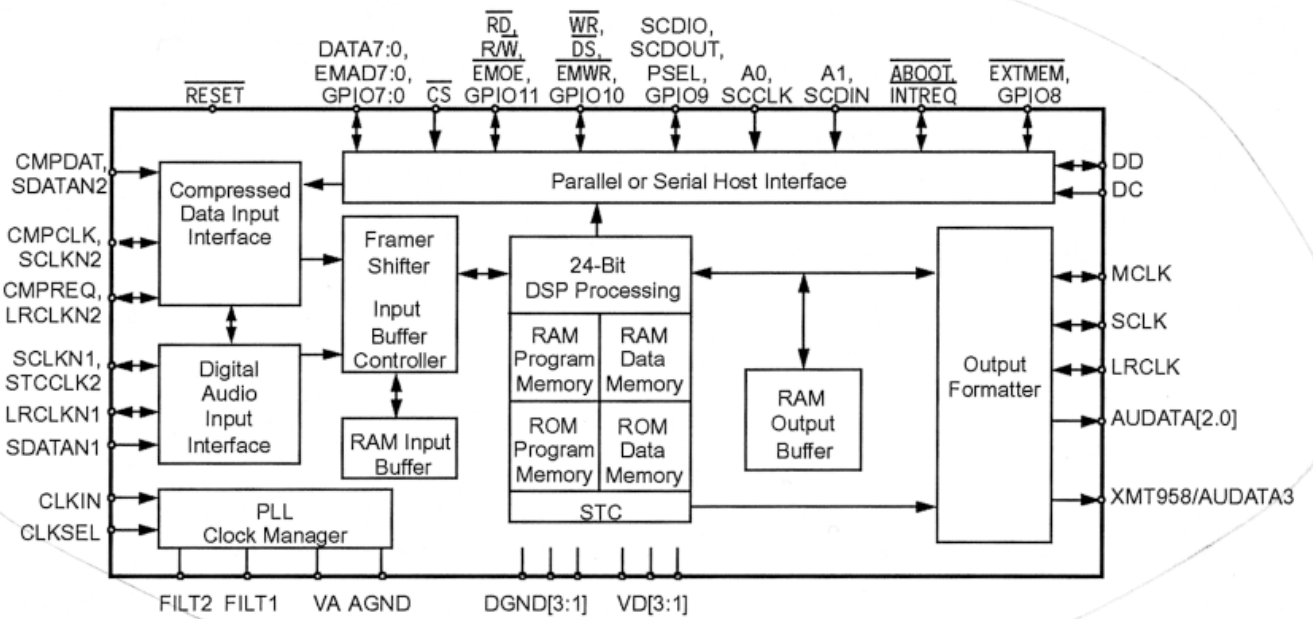 RD, WR, SCDIO,
DATA7:0, R/W, DS, SCDOUT,
EMAD7:0, EMOE, EMWR, PSEL, A0, A1, ABOOT, EXTMEM,
RESET GPIO7:0 CS GPIO11 GPIO10 GPIO9 SCCLK SCDIN INTREQ GPIO8
CMPDAT,
SDATAN2
CMPCLK,
SCLKN2
CMPREQ,
LRCLKN2
SCLKN1,
STCCLK2
LRCLKN1
SDATAN1
CLKIN
CLKSEL
Compressed
Data Input
Interface
Digital
Audio
Input
Interface
PLL
Clock Manager
Parallel or Serial Host Interface
Framer
Shifter
Input
Buffer
Controller
RAM Input
Buffer
24-Bit
DSP Processing
RAM
Program
Memory
RAM
Data
Memory
ROM
Program
Memory
ROM
Data
Memory
STC
RAM
Output
Buffer
Output
Formatter
DD
DC
MCLK
SCLK
LRCLK
AUDATA[2.0]
XMT958/AUDATA3
FILT2 FILT1 VA AGND DGND[3:1] VD[3:1]